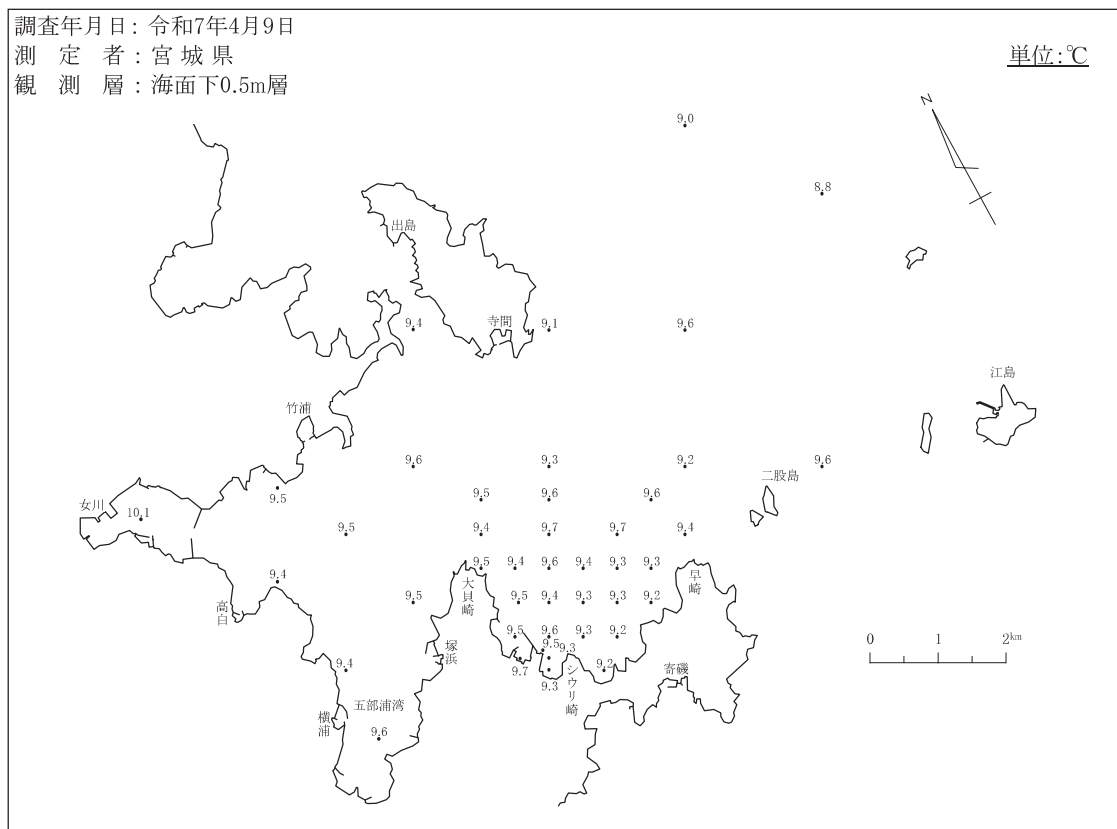 調査年月日：令和7年4月9日
測定者：宮城県
観測層：海面下0.5m層
単位：℃
N
9.0
8.8
出島
寺間
9.4
9.1
9.6
江島
竹浦
9.6
9.3
9.2
9.6
二股島
9.5
9.5
9.6
9.6
女川
10.1
9.5
9.4
9.7
9.7
9.4
9.5
9.4
9.6
9.4
9.3
9.3
早崎
9.4
大貝崎
高白
9.5
9.5
9.4
9.3
9.3
9.2
9.5
9.6
9.3
9.2
0 1 2km
塚浜
9.5
9.3
9.4
9.7
9.3
9.2
シウリ崎
寄磯
五部浦湾
横浦
9.6